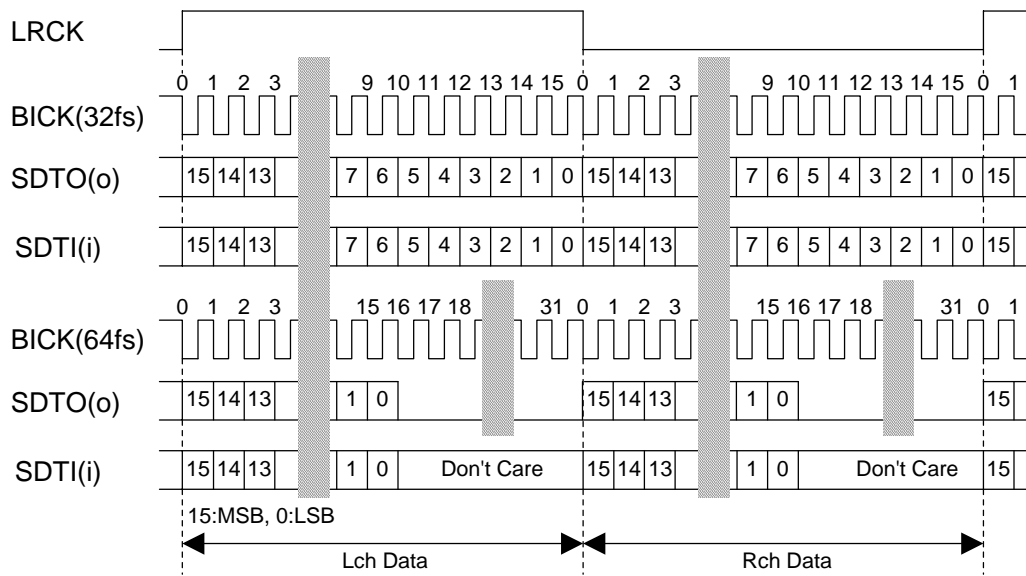 LRCK
0 1 2 3 9 10 11 12 13 14 15 0 1 2 3 9 10 11 12 13 14 15 0 1
BICK(32fs)
SDTO(o) 15 14 13 7 6 5 4 3 2 1 0 15 14 13 7 6 5 4 3 2 1 0 15
SDTI(i) 15 14 13 7 6 5 4 3 2 1 0 15 14 13 7 6 5 4 3 2 1 0 15
0 1 2 3 15 16 17 18 31 0 1 2 3 15 16 17 18 31 0 1
BICK(64fs)
SDTO(o) 15 14 13 1 0 15 14 13 1 0 15
SDTI(i) 15 14 13 1 0 Don't Care 15 14 13 1 0 Don't Care 15
15:MSB, 0:LSB
Lch Data Rch Data